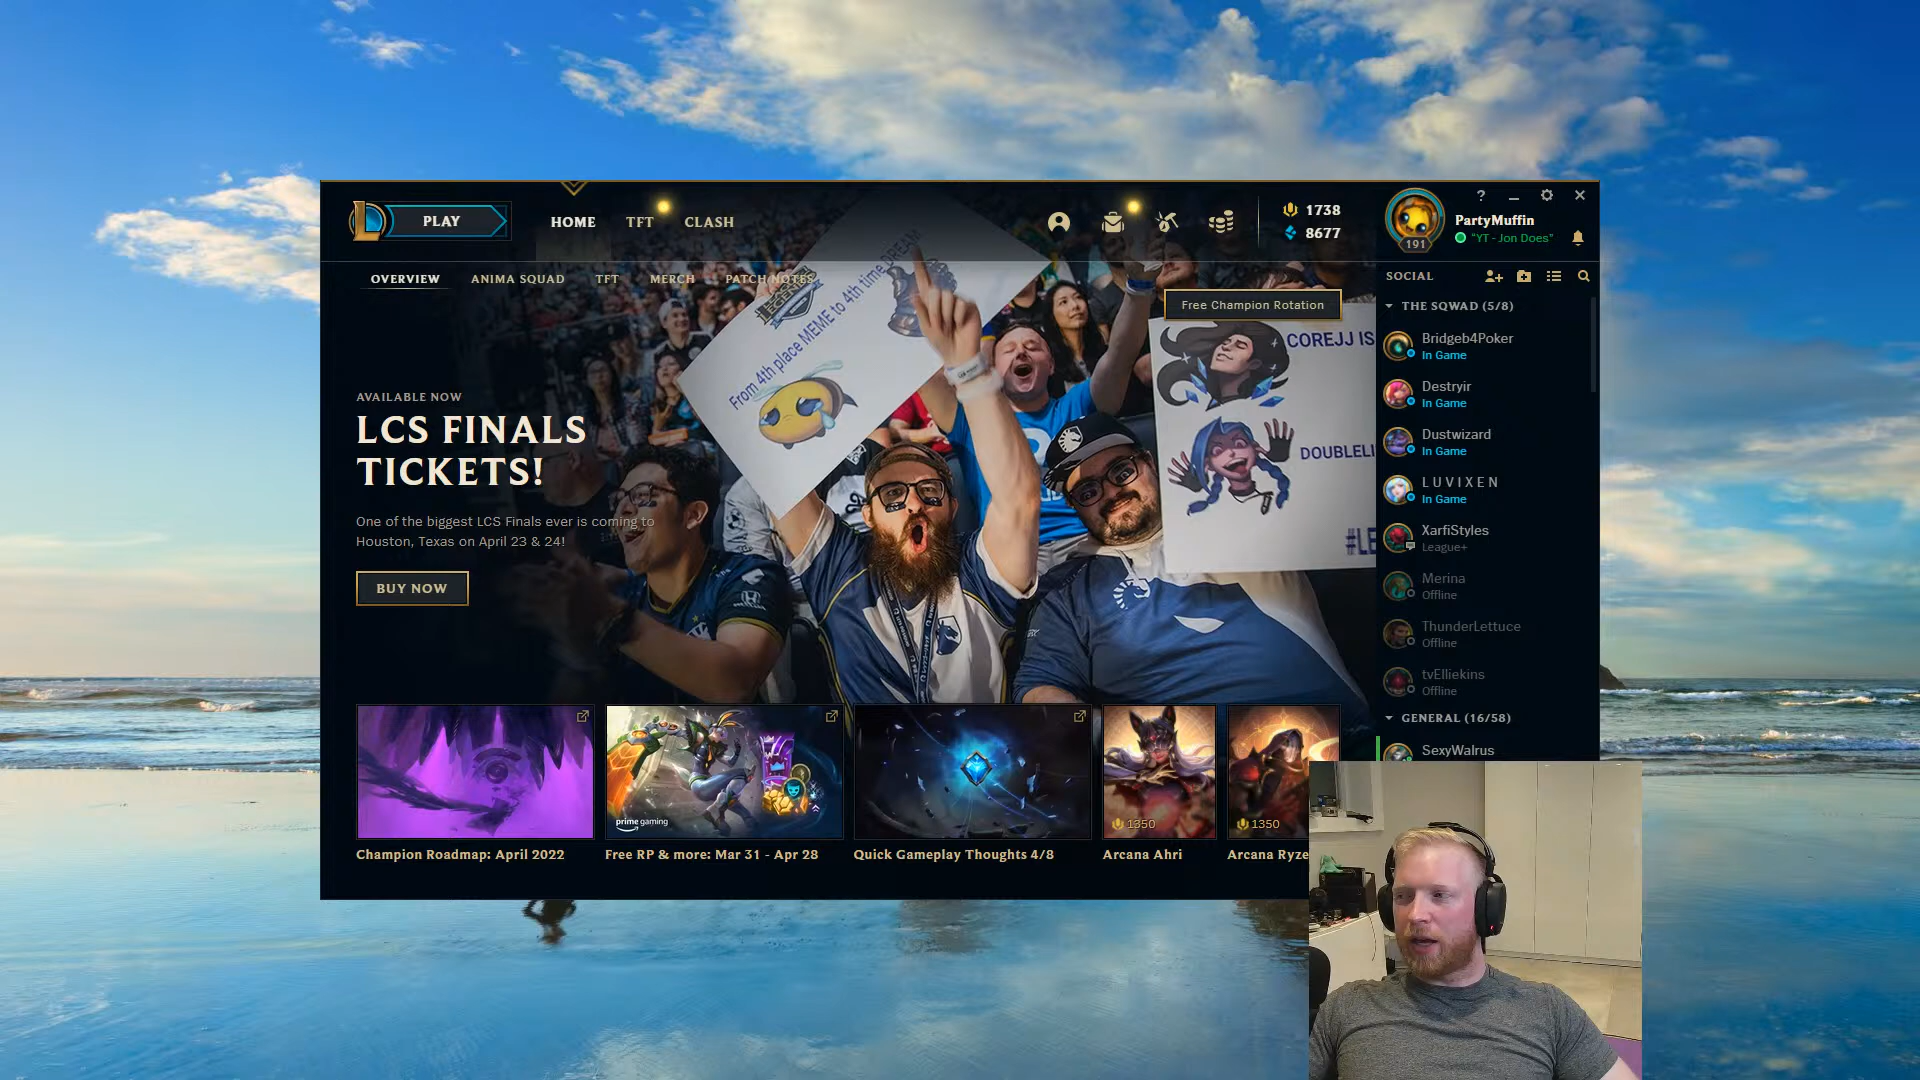 PLAY
HOME
TFT
CLASH
1738
8677
191
?
PartyMuffin
"YT - Jon Does"
OVERVIEW
ANIMA SQUAD
TFT
MERCH
PATCH NOTES
Free Champion Rotation
SOCIAL
THE SQWAD (5/8)
Bridgeb4Poker
In Game
Destryir
In Game
Dustwizard
In Game
L U V I X E N
In Game
XarfiStyles
League+
Merina
Offline
ThunderLettuce
Offline
tvElliekins
Offline
GENERAL (16/58)
SexyWalrus
From 4th place MEME to 4th time DREAM
COREJJ IS
DOUBLELI
#LE
AVAILABLE NOW
LCS FINALS
TICKETS!
One of the biggest LCS Finals ever is coming to
Houston, Texas on April 23 & 24!
BUY NOW
prime gaming
1350
1350
Champion Roadmap: April 2022
Free RP & more: Mar 31 - Apr 28
Quick Gameplay Thoughts 4/8
Arcana Ahri
Arcana Ryze